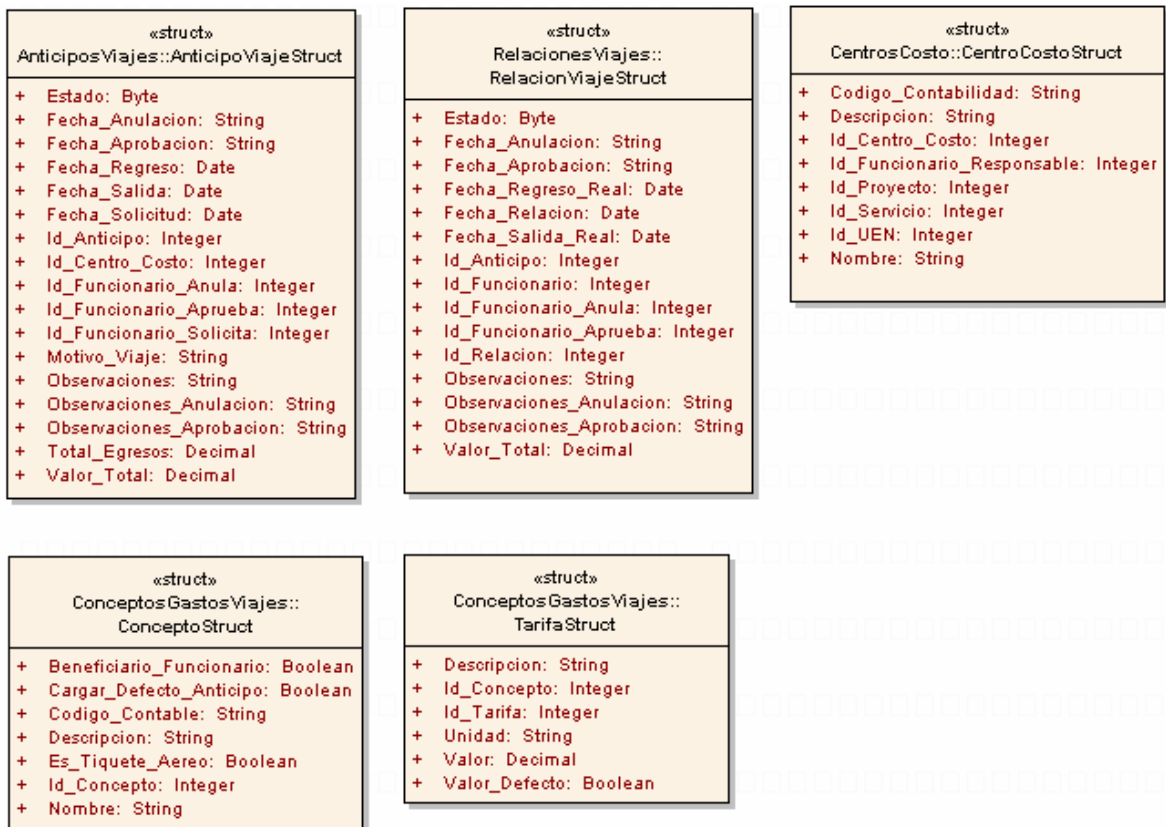 «struct»
AnticiposViajes::AnticipoViajeStruct
+ Estado: Byte
+ Fecha_Anulacion: String
+ Fecha_Aprobacion: String
+ Fecha_Regreso: Date
+ Fecha_Salida: Date
+ Fecha_Solicitud: Date
+ Id_Anticipo: Integer
+ Id_Centro_Costo: Integer
+ Id_Funcionario_Anula: Integer
+ Id_Funcionario_Aprueba: Integer
+ Id_Funcionario_Solicita: Integer
+ Motivo_Viaje: String
+ Observaciones: String
+ Observaciones_Anulacion: String
+ Observaciones_Aprobacion: String
+ Total_Egresos: Decimal
+ Valor_Total: Decimal
«struct»
RelacionesViajes::
RelacionViajeStruct
+ Estado: Byte
+ Fecha_Anulacion: String
+ Fecha_Aprobacion: String
+ Fecha_Regreso_Real: Date
+ Fecha_Relacion: Date
+ Fecha_Salida_Real: Date
+ Id_Anticipo: Integer
+ Id_Funcionario: Integer
+ Id_Funcionario_Anula: Integer
+ Id_Funcionario_Aprueba: Integer
+ Id_Relacion: Integer
+ Observaciones: String
+ Observaciones_Anulacion: String
+ Observaciones_Aprobacion: String
+ Valor_Total: Decimal
«struct»
CentrosCosto::CentroCostoStruct
+ Codigo_Contabilidad: String
+ Descripcion: String
+ Id_Centro_Costo: Integer
+ Id_Funcionario_Responsable: Integer
+ Id_Proyecto: Integer
+ Id_Servicio: Integer
+ Id_UEN: Integer
+ Nombre: String
«struct»
ConceptosGastosViajes::
ConceptoStruct
+ Beneficiario_Funcionario: Boolean
+ Cargar_Defecto_Anticipo: Boolean
+ Codigo_Contable: String
+ Descripcion: String
+ Es_Tiquete_Aereo: Boolean
+ Id_Concepto: Integer
+ Nombre: String
«struct»
ConceptosGastosViajes::
TarifaStruct
+ Descripcion: String
+ Id_Concepto: Integer
+ Id_Tarifa: Integer
+ Unidad: String
+ Valor: Decimal
+ Valor_Defecto: Boolean